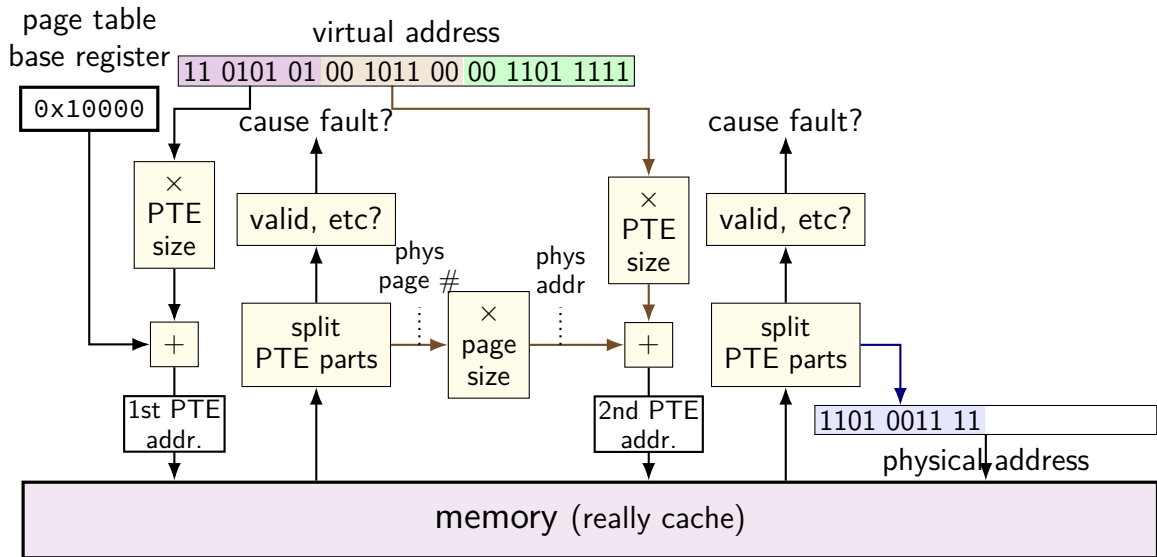 page table
base register
virtual address
11 0101 01 00 1011 00 00 1101 1111
0x10000
cause fault?
cause fault?
×
PTE
size
valid, etc?
×
PTE
size
valid, etc?
phys
page #
phys
addr
+
split
PTE parts
×
page
size
+
split
PTE parts
1st PTE
addr.
2nd PTE
addr.
1101 0011 11
physical address
memory (really cache)